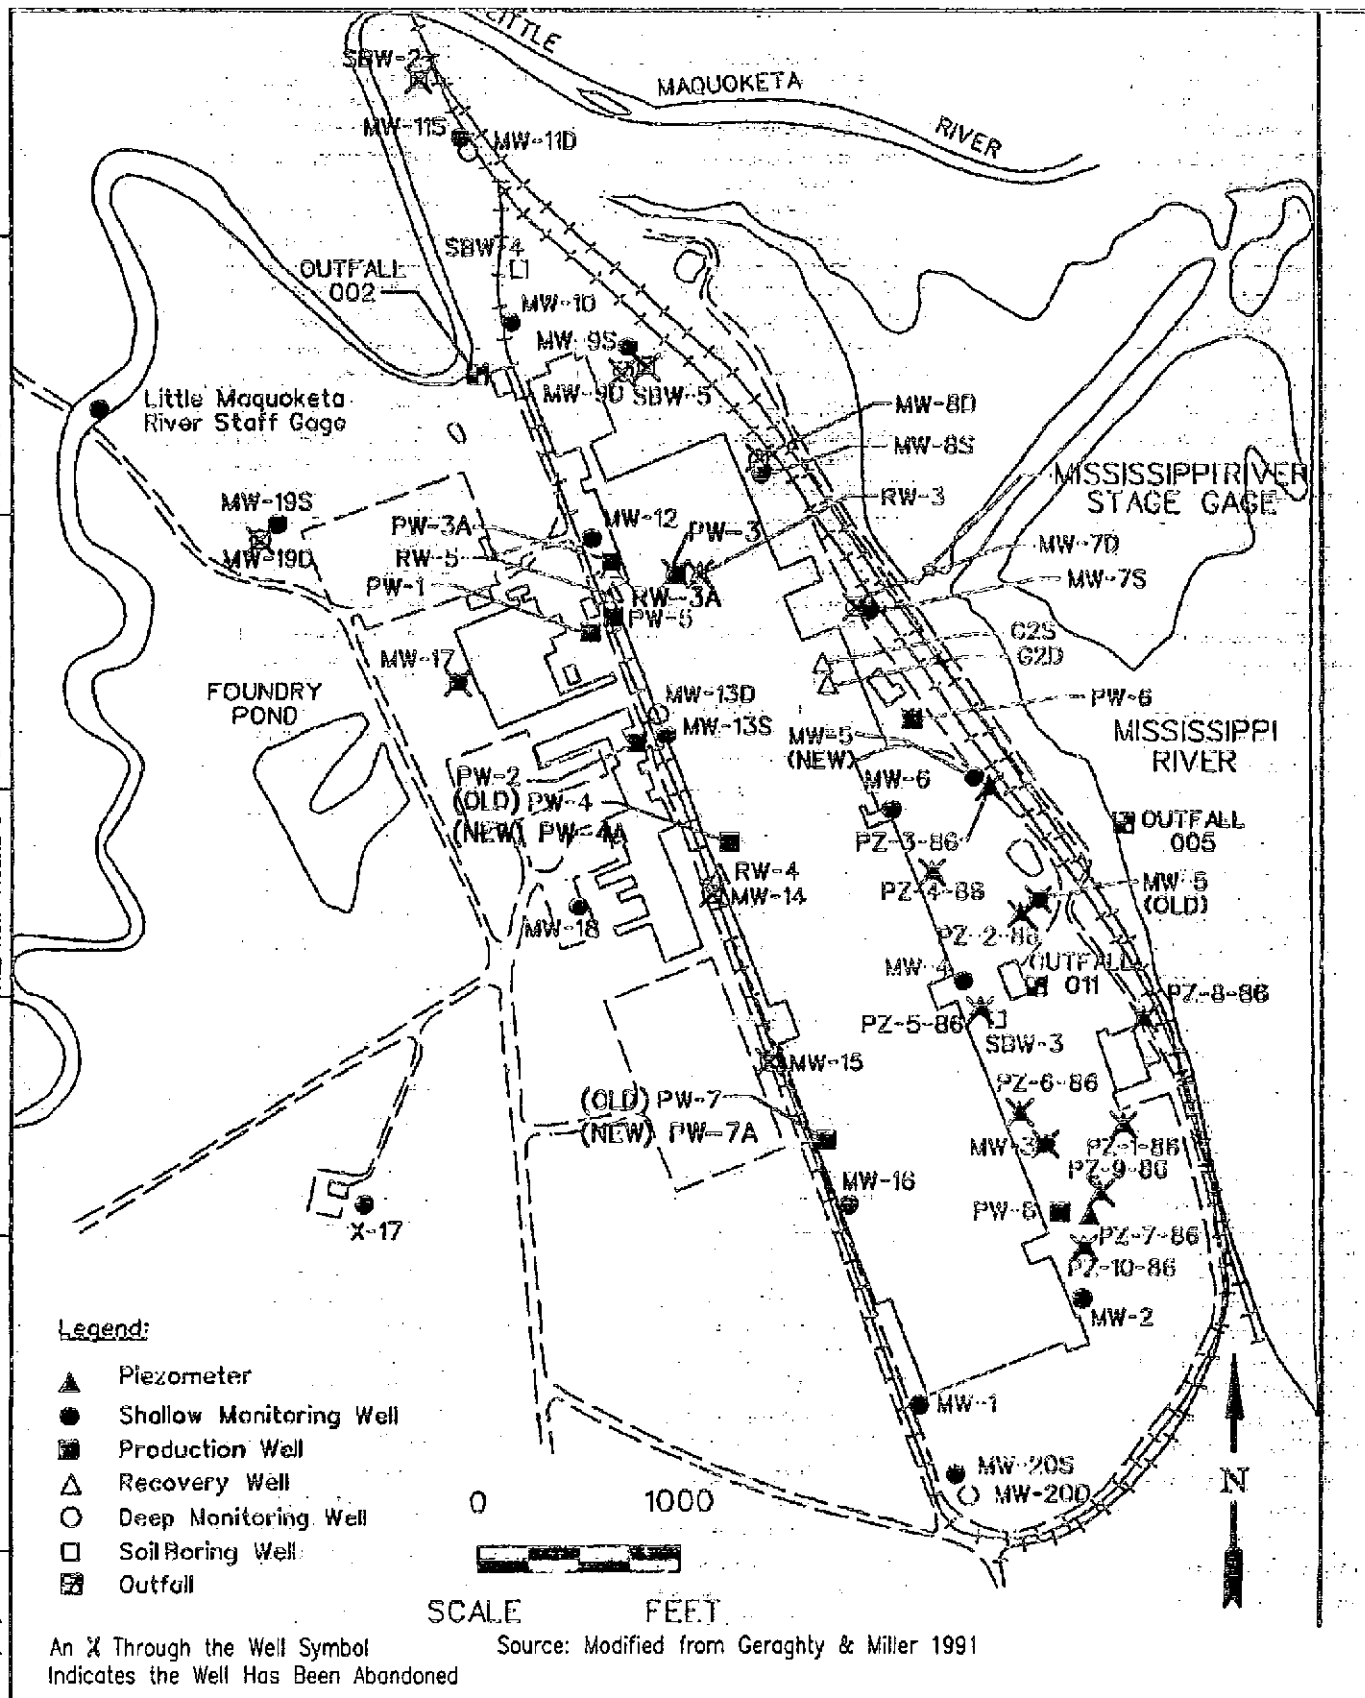 LITTLE
MAQUOKETA
RIVER
SBW-2
MW-11S
MW-11D
SBW-4
OUTFALL
002
MW-10
MW-9S
MW-9D
SBW-5
Little Maquoketa
River Staff Gage
MW-8D
MW-8S
MISSISSIPPI RIVER
STAGE GAGE
MW-19S
MW-19D
PW-3A
MW-12
PW-3
RW-3
RW-5
PW-1
RW-3A
PW-5
MW-7D
MW-7S
G2S
G2D
MW-17
FOUNDRY
POND
MW-13D
MW-13S
PW-6
MW-5
(NEW)
MISSISSIPPI
RIVER
PW-2
(OLD) PW-4
(NEW) PW-4A
MW-6
PZ-3-86
OUTFALL
005
RW-4
MW-14
PZ-4-86
MW-5
(OLD)
MW-18
PZ-2-86
MW-4
OUTFALL
011
PZ-8-86
PZ-5-86
SBW-3
MW-15
PZ-6-86
(OLD) PW-7
(NEW) PW-7A
MW-3
PZ-1-86
PZ-9-86
MW-16
PW-8
X-17
PZ-7-86
PZ-10-86
MW-2
Legend:
Piezometer
Shallow Monitoring Well
Production Well
Recovery Well
Deep Monitoring Well
Soil Boring Well
Outfall
MW-1
MW-20S
MW-20D
N
0 1000
SCALE FEET
An X Through the Well Symbol
Indicates the Well Has Been Abandoned
Source: Modified from Geraghty & Miller 1991